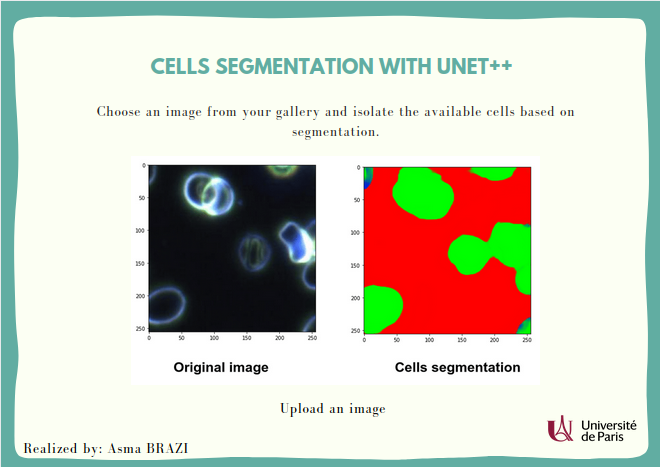 CELLS SEGMENTATION WITH UNET++
Choose an image from your gallery and isolate the available cells based on
segmentation.
0
50
100
150
200
250
0 50 100 150 200 250
0
50
100
150
200
250
0 50 100 150 200 250
Original image
Cells segmentation
Upload an image
Université
de Paris
Realized by: Asma BRAZI